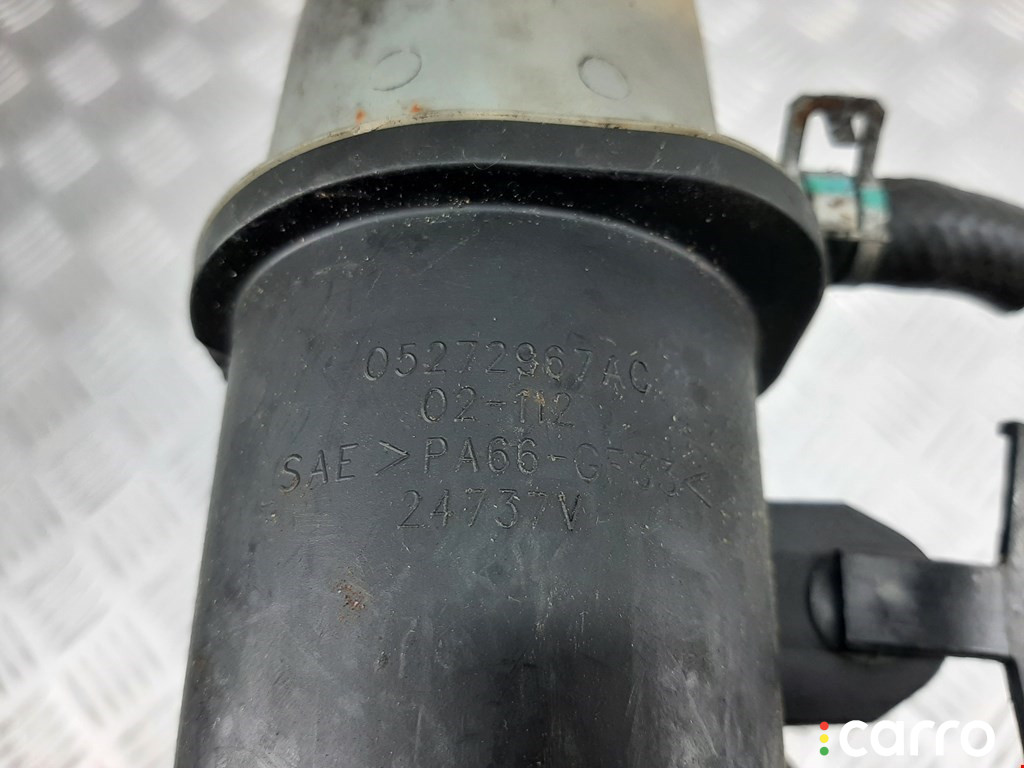 05272967AC
02-112
SAE >PA66-GF33<
24737V
carro